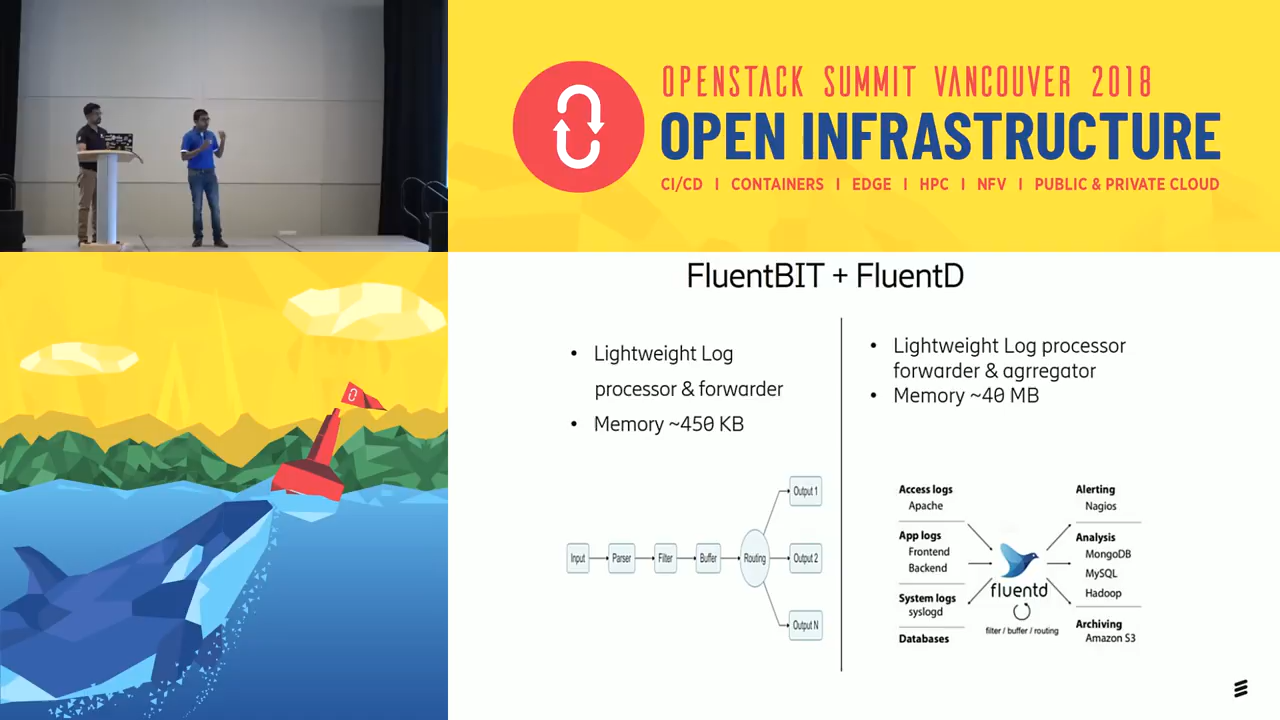 OPENSTACK SUMMIT VANCOUVER 2018
OPEN INFRASTRUCTURE
CI/CD | CONTAINERS | EDGE | HPC | NFV | PUBLIC & PRIVATE CLOUD
FluentBIT + FluentD
• Lightweight Log
processor & forwarder
• Memory ~450 KB
Input
Parser
Filter
Buffer
Routing
Output 1
Output 2
Output N
• Lightweight Log processor
forwarder & agrregator
• Memory ~40 MB
Access logs
Apache
App logs
Frontend
Backend
System logs
syslogd
Databases
fluentd
filter / buffer / routing
Alerting
Nagios
Analysis
MongoDB
MySQL
Hadoop
Archiving
Amazon S3